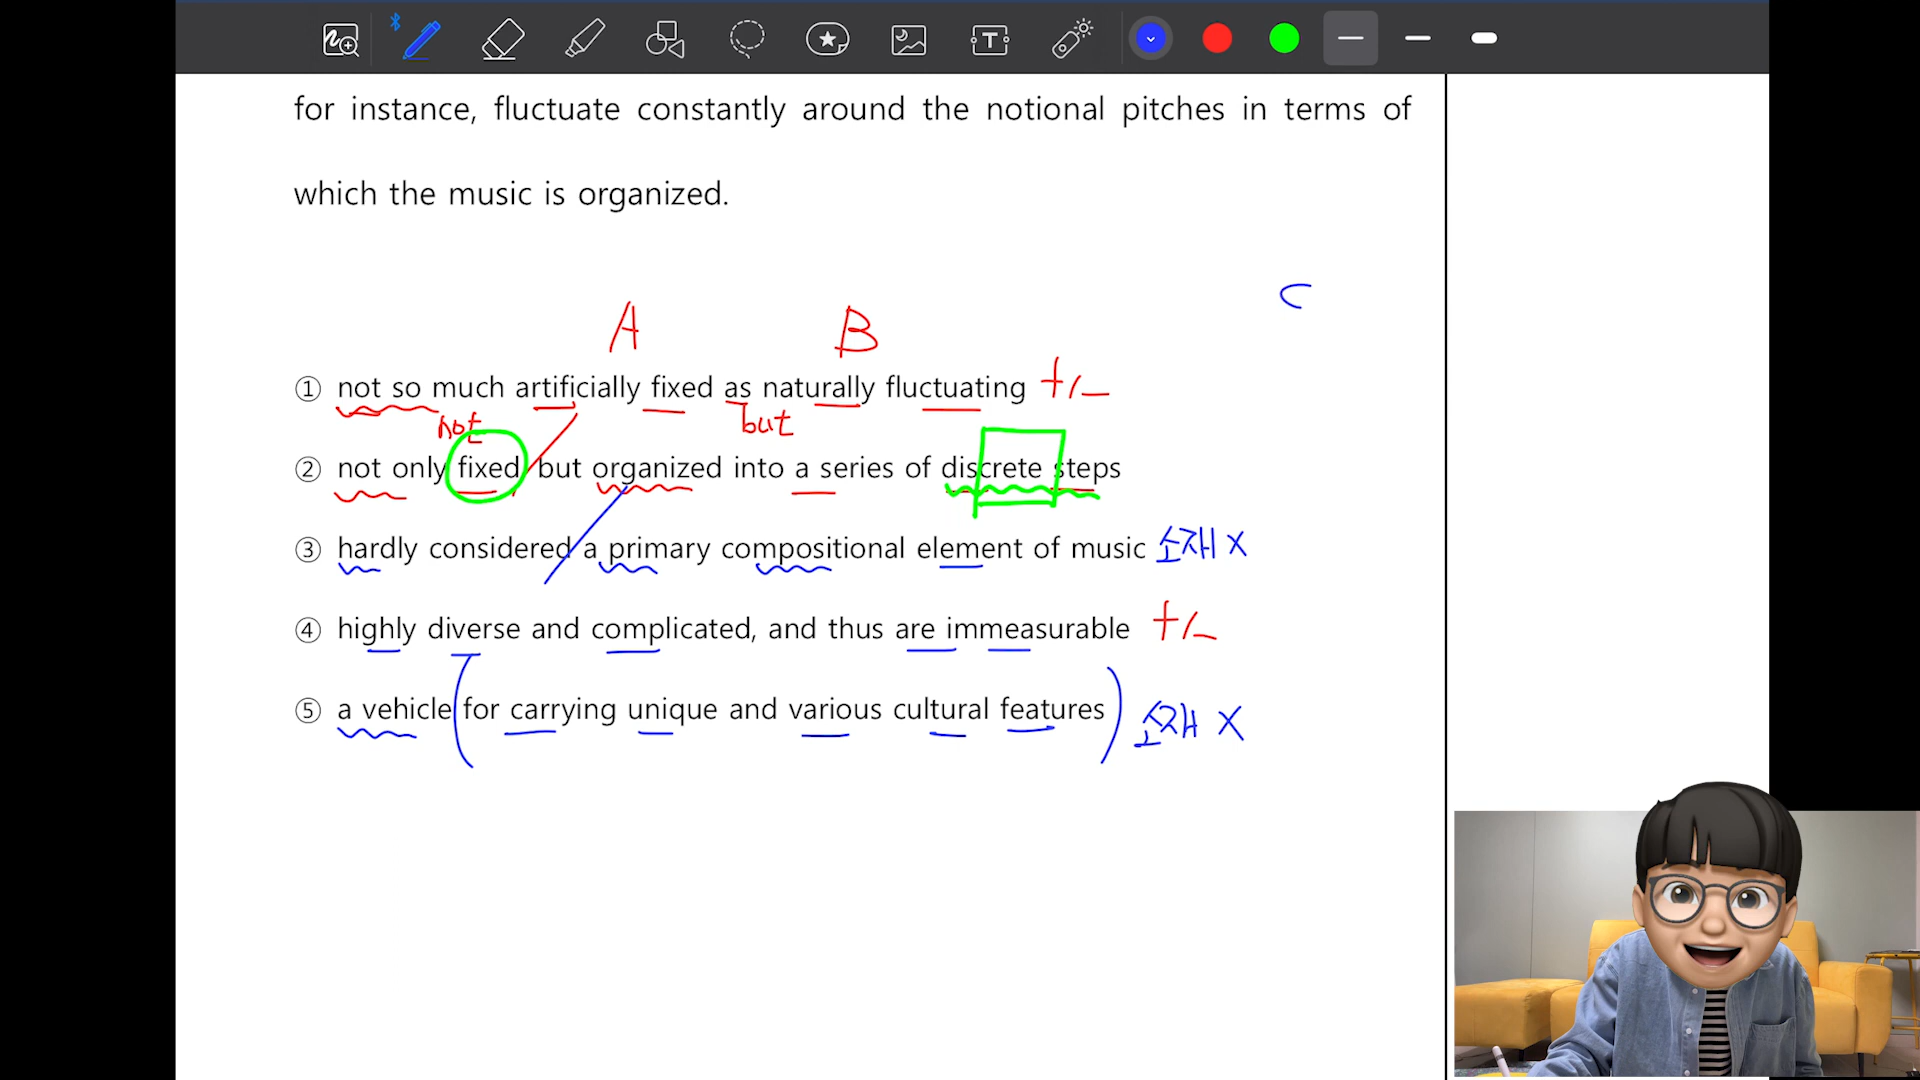 for instance, fluctuate constantly around the notional pitches in terms of
which the music is organized.
A B
① not so much artificially fixed as naturally fluctuating +/−
not but
② not only fixed, but organized into a series of discrete steps
③ hardly considered a primary compositional element of music 소재 X
④ highly diverse and complicated, and thus are immeasurable +/−
⑤ a vehicle (for carrying unique and various cultural features) 소재 X